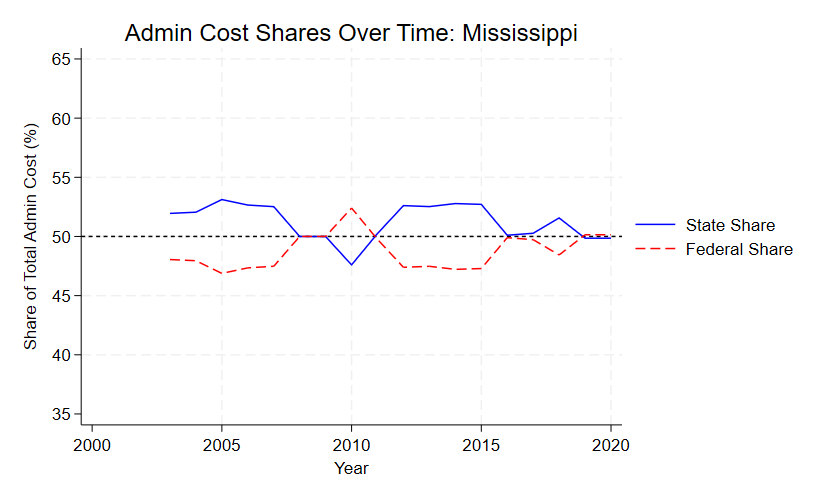 Admin Cost Shares Over Time: Mississippi
Share of Total Admin Cost (%)
65
60
55
50
45
40
35
2000
2005
2010
2015
2020
Year
State Share
Federal Share